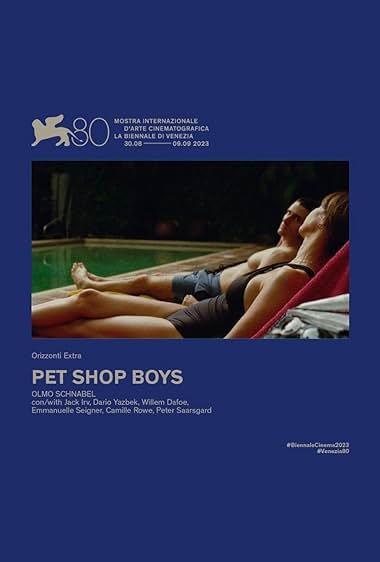 80
MOSTRA INTERNAZIONALE
D'ARTE CINEMATOGRAFICA
LA BIENNALE DI VENEZIA
30.08 —— 09.09 2023
Orizzonti Extra
PET SHOP BOYS
OLMO SCHNABEL
con/with Jack Irv, Dario Yazbek, Willem Dafoe,
Emmanuelle Seigner, Camille Rowe, Peter Saarsgard
#BiennaleCinema2023
#Venezia80